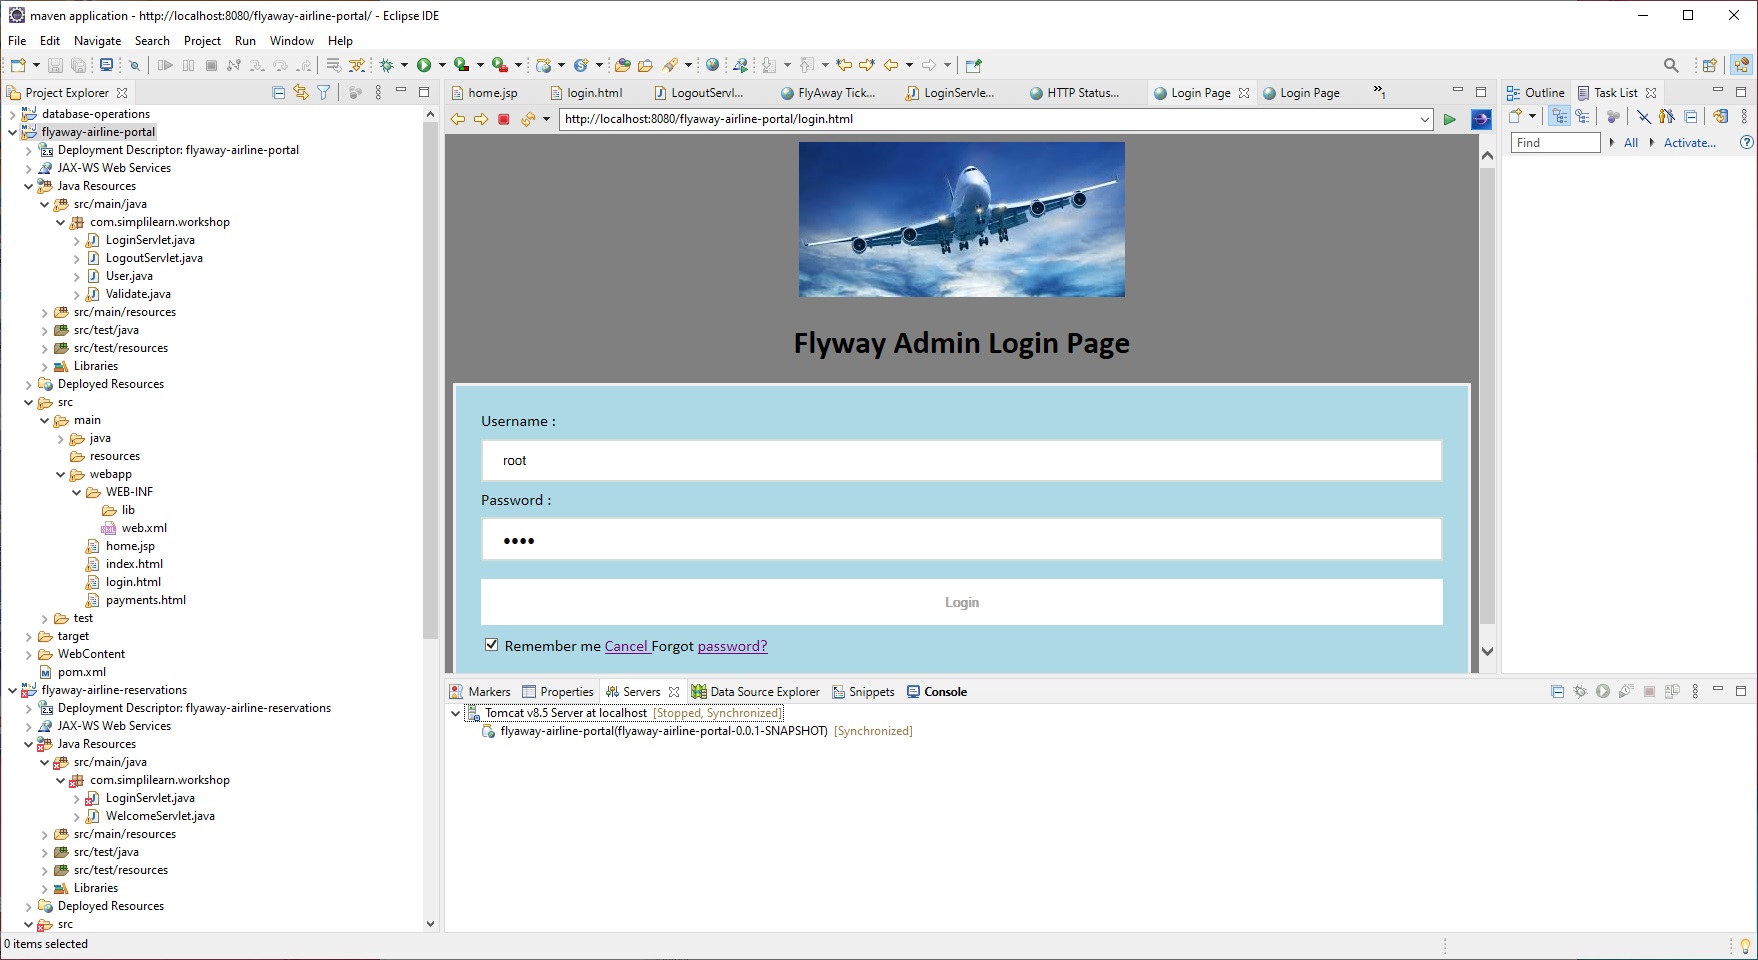 maven application - http://localhost:8080/flyaway-airline-portal/ - Eclipse IDE
File Edit Navigate Search Project Run Window Help
Project Explorer
database-operations
flyaway-airline-portal
Deployment Descriptor: flyaway-airline-portal
JAX-WS Web Services
Java Resources
src/main/java
com.simplilearn.workshop
LoginServlet.java
LogoutServlet.java
User.java
Validate.java
src/main/resources
src/test/java
src/test/resources
Libraries
Deployed Resources
src
main
java
resources
webapp
WEB-INF
lib
web.xml
home.jsp
index.html
login.html
payments.html
test
target
WebContent
pom.xml
flyaway-airline-reservations
Deployment Descriptor: flyaway-airline-reservations
JAX-WS Web Services
Java Resources
src/main/java
com.simplilearn.workshop
LoginServlet.java
WelcomeServlet.java
src/main/resources
src/test/java
src/test/resources
Libraries
Deployed Resources
src
home.jsp login.html LogoutServl... FlyAway Tick... LoginServle... HTTP Status... Login Page Login Page »1
http://localhost:8080/flyaway-airline-portal/login.html
Flyway Admin Login Page
Username :
root
Password :
••••
Login
Remember me Cancel Forgot password?
Markers Properties Servers Data Source Explorer Snippets Console
Tomcat v8.5 Server at localhost [Stopped, Synchronized]
flyaway-airline-portal(flyaway-airline-portal-0.0.1-SNAPSHOT) [Synchronized]
Outline Task List
Find All Activate...
0 items selected